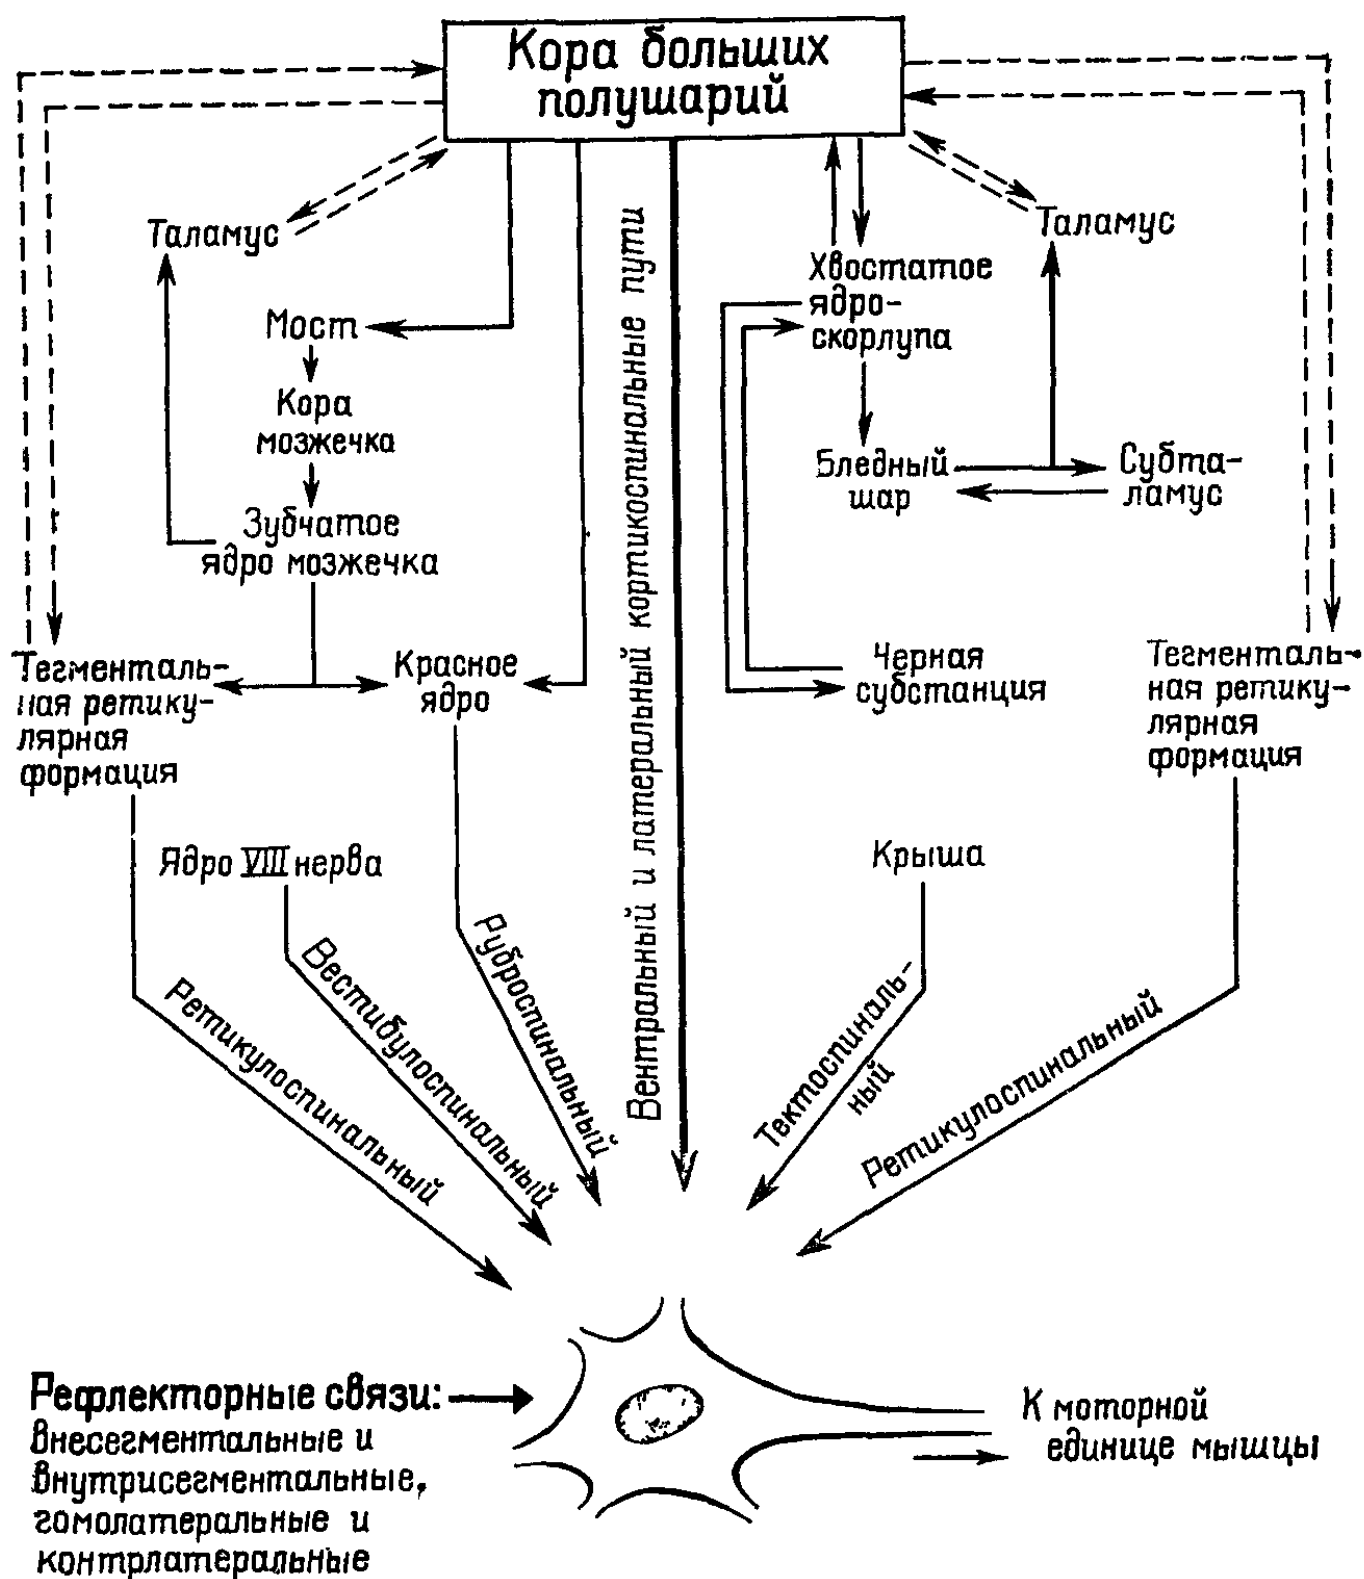 Кора больших
полушарий
Таламус
Таламус
Мост
Кора
мозжечка
Зубчатое
ядро мозжечка
Хвостатое
ядро-
скорлупа
Бледный
шар
Субта-
ламус
Тегменталь-
ная ретику-
лярная
формация
Красное
ядро
Вентральный и латеральный кортикоспинальные пути
Черная
субстанция
Тегменталь-
ная ретику-
лярная
формация
Ядро VIII нерва
Крыша
Ретикулоспинальный
Вестибулоспинальный
Руброспинальный
Тектоспиналь-
ный
Ретикулоспинальный
Рефлекторные связи:
внесегментальные и
внутрисегментальные,
гомолатеральные и
контрлатеральные
К моторной
единице мышцы